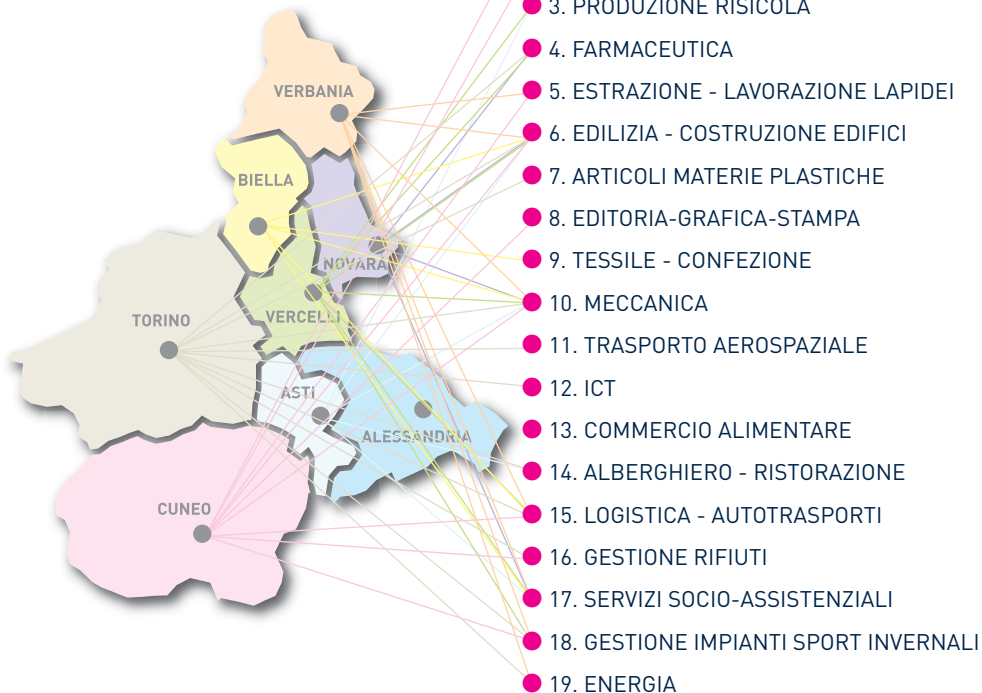 VERBANIA
BIELLA
NOVARA
TORINO
VERCELLI
ASTI
ALESSANDRIA
CUNEO
3. PRODUZIONE RISICOLA
4. FARMACEUTICA
5. ESTRAZIONE - LAVORAZIONE LAPIDEI
6. EDILIZIA - COSTRUZIONE EDIFICI
7. ARTICOLI MATERIE PLASTICHE
8. EDITORIA-GRAFICA-STAMPA
9. TESSILE - CONFEZIONE
10. MECCANICA
11. TRASPORTO AEROSPAZIALE
12. ICT
13. COMMERCIO ALIMENTARE
14. ALBERGHIERO - RISTORAZIONE
15. LOGISTICA - AUTOTRASPORTI
16. GESTIONE RIFIUTI
17. SERVIZI SOCIO-ASSISTENZIALI
18. GESTIONE IMPIANTI SPORT INVERNALI
19. ENERGIA